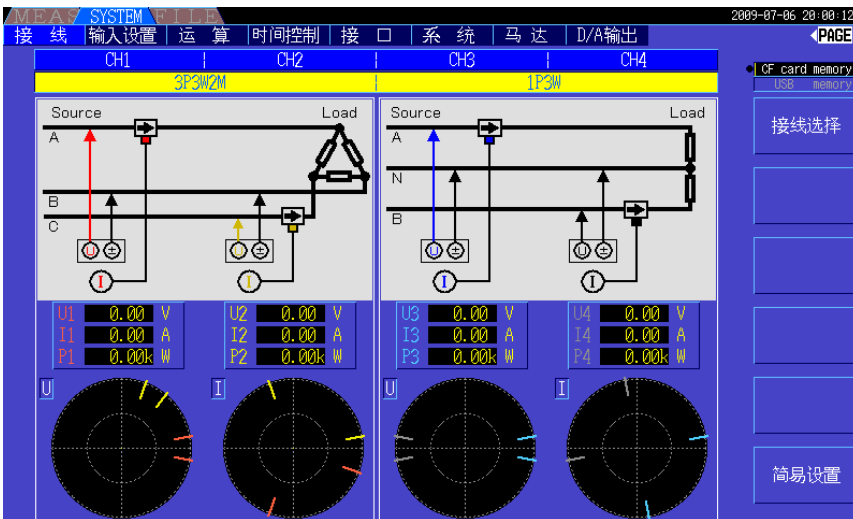 MEAS SYSTEM FILE 2009-07-06 20:00:12
接 线 输入设置 运 算 时间控制 接 口 系 统 马 达 D/A输出 PAGE
CH1 CH2 CH3 CH4
3P3W2M 1P3W
CF card memory
USB memory
接线选择
Source Load Source Load
A A
N
B
C B
U ± U ± U ± U ±
I I I I
U1 0.00 V U2 0.00 V U3 0.00 V U4 0.00 V
I1 0.00 A I2 0.00 A I3 0.00 A I4 0.00 A
P1 0.00k W P2 0.00k W P3 0.00k W P4 0.00k W
U I U I
简易设置